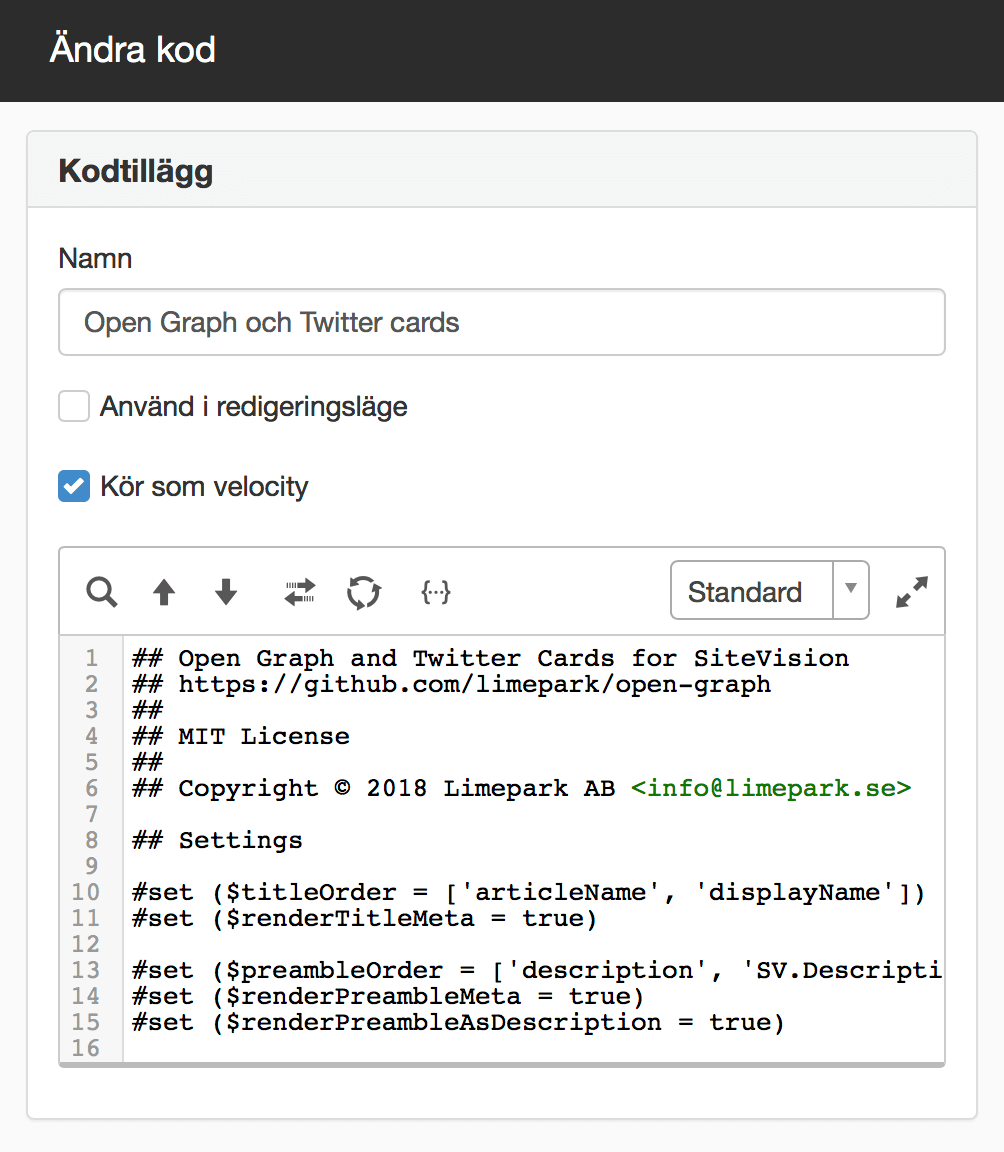 Ändra kod
Kodtillägg
Namn
Open Graph och Twitter cards
Använd i redigeringsläge
Kör som velocity
Standard
1 ## Open Graph and Twitter Cards for SiteVision
2 ## https://github.com/limepark/open-graph
3 ##
4 ## MIT License
5 ##
6 ## Copyright © 2018 Limepark AB <info@limepark.se>
7
8 ## Settings
9
10 #set ($titleOrder = ['articleName', 'displayName'])
11 #set ($renderTitleMeta = true)
12
13 #set ($preambleOrder = ['description', 'SV.Descripti
14 #set ($renderPreambleMeta = true)
15 #set ($renderPreambleAsDescription = true)
16